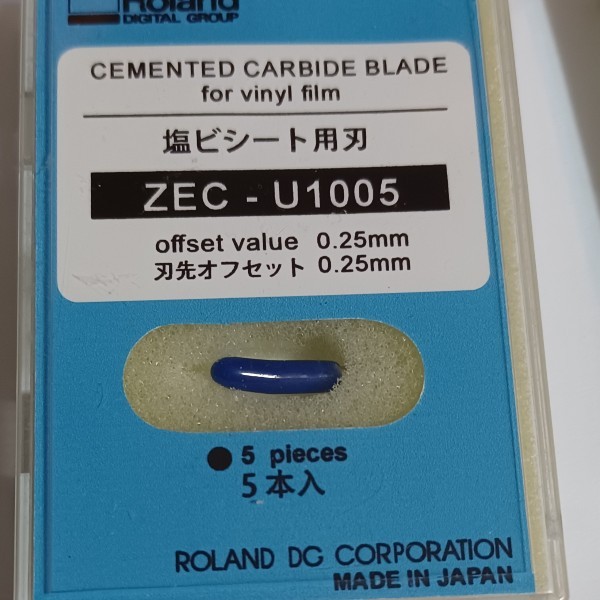 Roland
DIGITAL GROUP
CEMENTED CARBIDE BLADE
for vinyl film
塩ビシート用刃
ZEC - U1005
offset value 0.25mm
刃先オフセット 0.25mm
● 5 pieces
5本入
ROLAND DG CORPORATION
MADE IN JAPAN